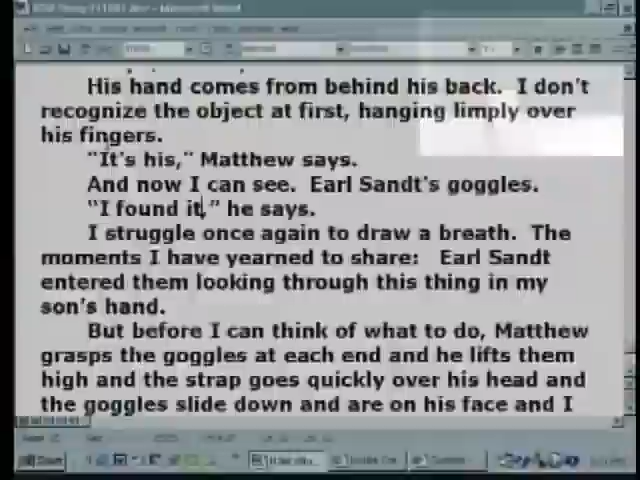 His hand comes from behind his back. I don't
recognize the object at first, hanging limply over
his fingers.
"It's his," Matthew says.
And now I can see. Earl Sandt's goggles.
"I found it," he says.
I struggle once again to draw a breath. The
moments I have yearned to share: Earl Sandt
entered them looking through this thing in my
son's hand.
But before I can think of what to do, Matthew
grasps the goggles at each end and he lifts them
high and the strap goes quickly over his head and
the goggles slide down and are on his face and I